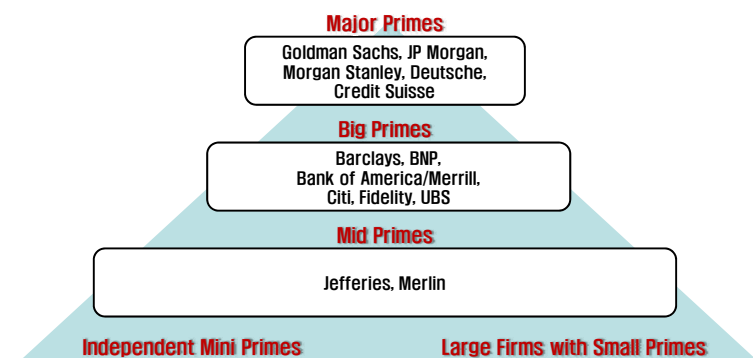 Major Primes
Goldman Sachs, JP Morgan,
Morgan Stanley, Deutsche,
Credit Suisse
Big Primes
Barclays, BNP,
Bank of America/Merrill,
Citi, Fidelity, UBS
Mid Primes
Jefferies, Merlin
Independent Mini Primes
Large Firms with Small Primes